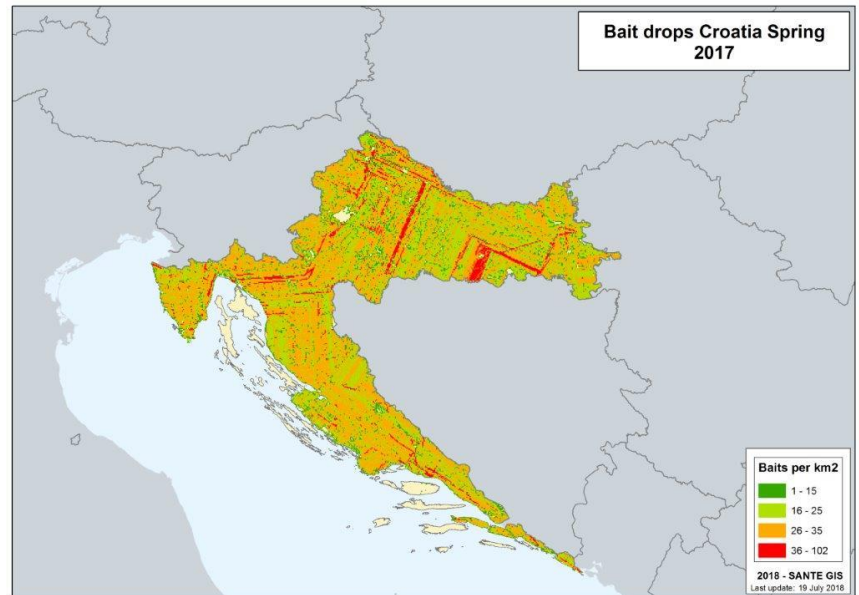 Bait drops Croatia Spring
2017
Baits per km2
1 - 15
16 - 25
26 - 35
36 - 102
2018 - SANTE GIS
Last update: 19 July 2018